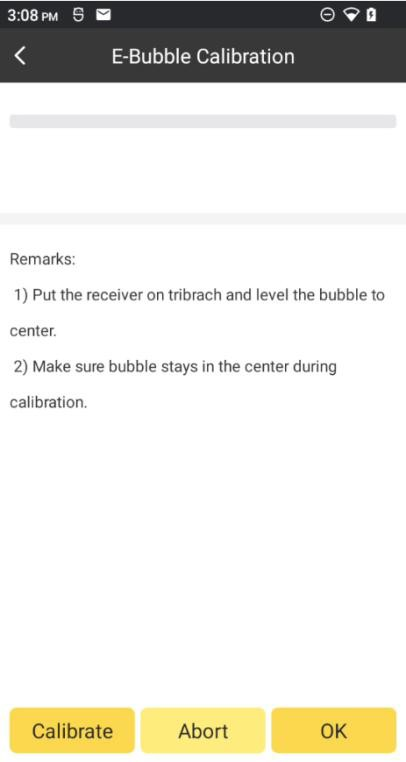 3:08 PM
E-Bubble Calibration
Remarks:
1) Put the receiver on tribrach and level the bubble to
center.
2) Make sure bubble stays in the center during
calibration.
Calibrate Abort OK